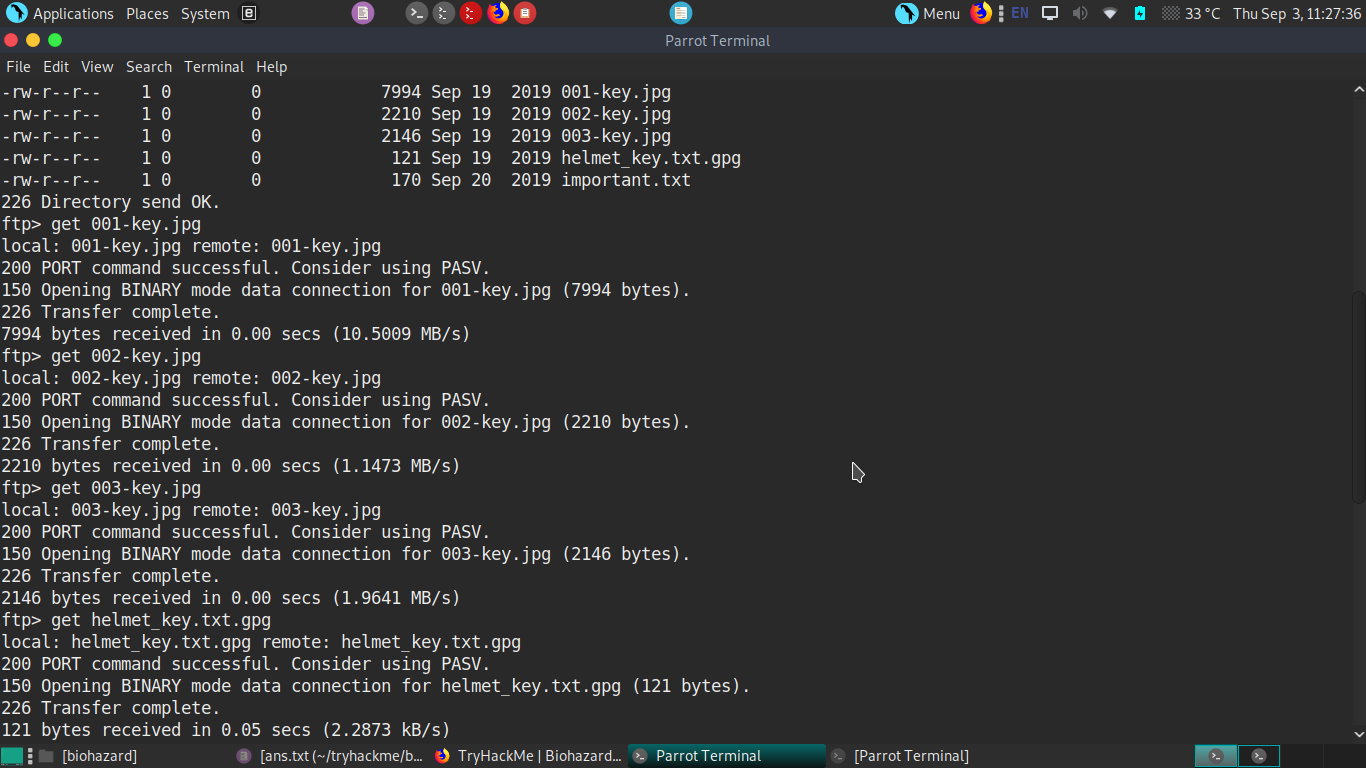 Applications Places System Menu EN 33 °C Thu Sep 3, 11:27:36
Parrot Terminal
File Edit View Search Terminal Help
-rw-r--r-- 1 0 0 7994 Sep 19 2019 001-key.jpg
-rw-r--r-- 1 0 0 2210 Sep 19 2019 002-key.jpg
-rw-r--r-- 1 0 0 2146 Sep 19 2019 003-key.jpg
-rw-r--r-- 1 0 0 121 Sep 19 2019 helmet_key.txt.gpg
-rw-r--r-- 1 0 0 170 Sep 20 2019 important.txt
226 Directory send OK.
ftp> get 001-key.jpg
local: 001-key.jpg remote: 001-key.jpg
200 PORT command successful. Consider using PASV.
150 Opening BINARY mode data connection for 001-key.jpg (7994 bytes).
226 Transfer complete.
7994 bytes received in 0.00 secs (10.5009 MB/s)
ftp> get 002-key.jpg
local: 002-key.jpg remote: 002-key.jpg
200 PORT command successful. Consider using PASV.
150 Opening BINARY mode data connection for 002-key.jpg (2210 bytes).
226 Transfer complete.
2210 bytes received in 0.00 secs (1.1473 MB/s)
ftp> get 003-key.jpg
local: 003-key.jpg remote: 003-key.jpg
200 PORT command successful. Consider using PASV.
150 Opening BINARY mode data connection for 003-key.jpg (2146 bytes).
226 Transfer complete.
2146 bytes received in 0.00 secs (1.9641 MB/s)
ftp> get helmet_key.txt.gpg
local: helmet_key.txt.gpg remote: helmet_key.txt.gpg
200 PORT command successful. Consider using PASV.
150 Opening BINARY mode data connection for helmet_key.txt.gpg (121 bytes).
226 Transfer complete.
121 bytes received in 0.05 secs (2.2873 kB/s)
[biohazard] [ans.txt (~/tryhackme/b... TryHackMe | Biohazard... Parrot Terminal [Parrot Terminal]